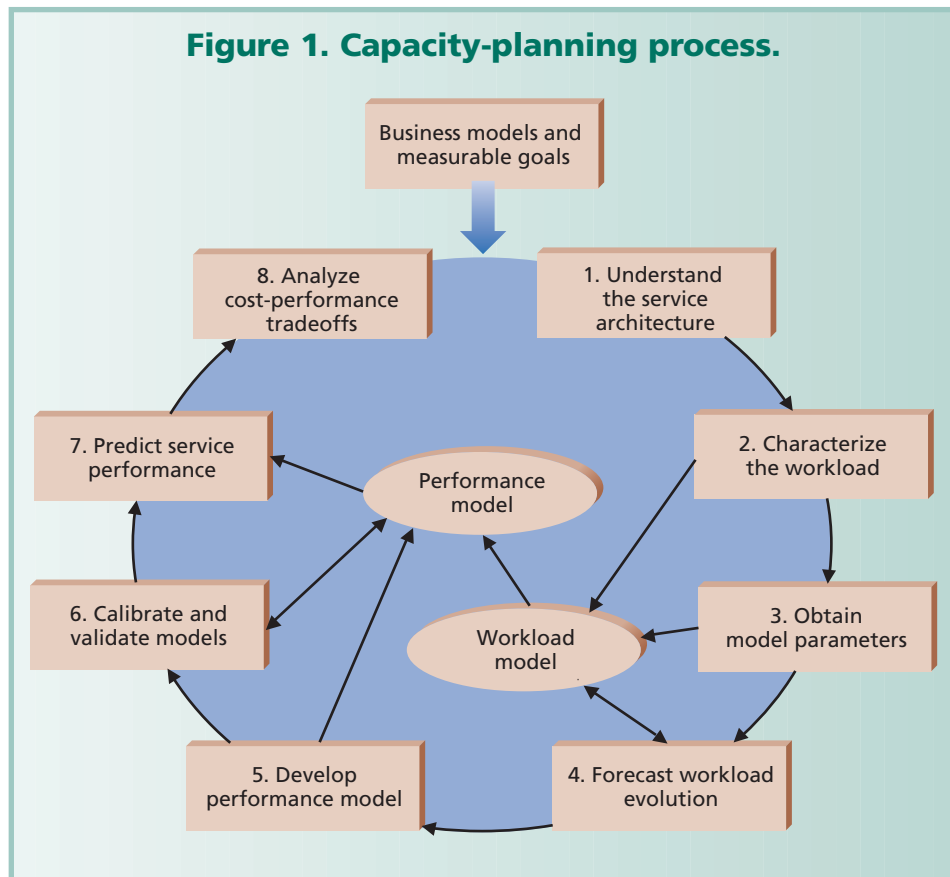 Figure 1. Capacity-planning process.
Business models and
measurable goals
8. Analyze
cost-performance
tradeoffs
1. Understand
the service
architecture
7. Predict service
performance
2. Characterize
the workload
Performance
model
6. Calibrate and
validate models
Workload
model
3. Obtain
model parameters
5. Develop
performance model
4. Forecast workload
evolution